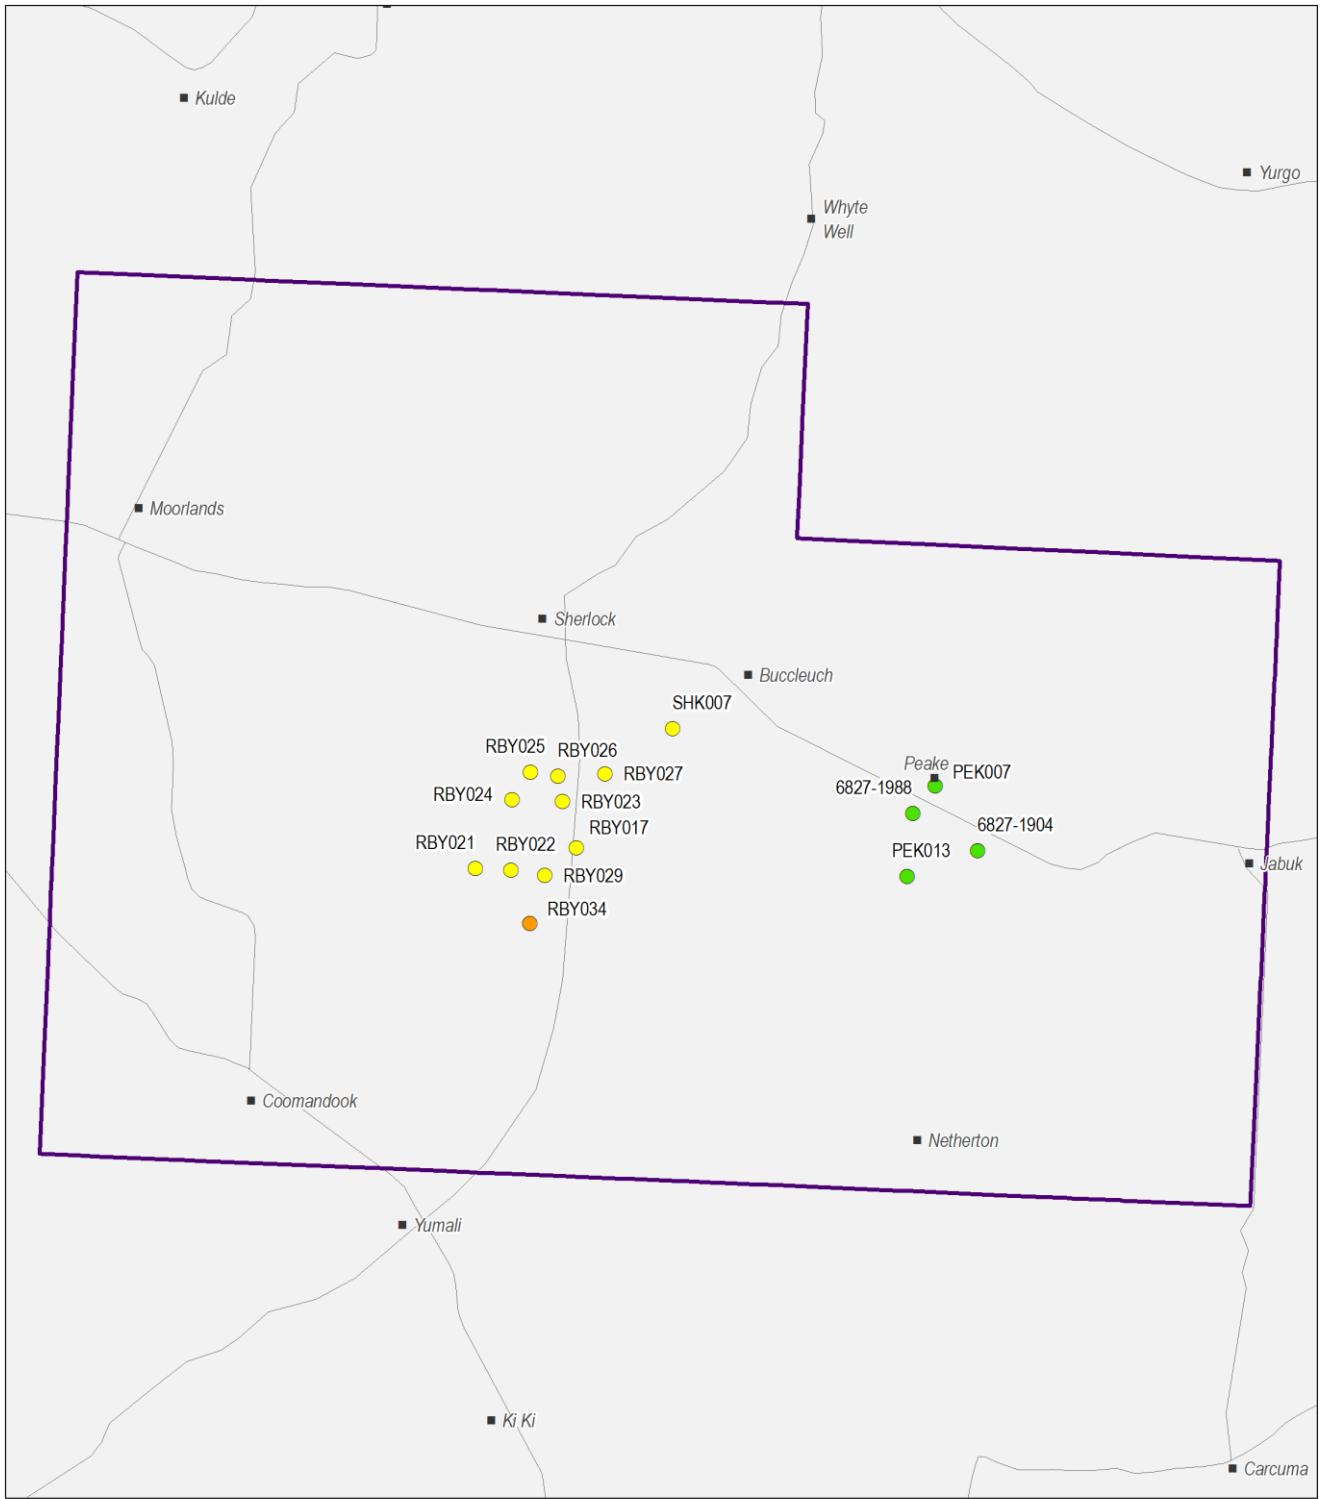 Kulde
Yurgo
Whyte
Well
Moorlands
Sherlock
Buccleuch
SHK007
RBY025
RBY026
RBY027
Peake
PEK007
6827-1988
RBY024
RBY023
RBY017
6827-1904
RBY021
RBY022
PEK013
Jabuk
RBY029
RBY034
Coomandook
Netherton
Yumali
Ki Ki
Carcuma